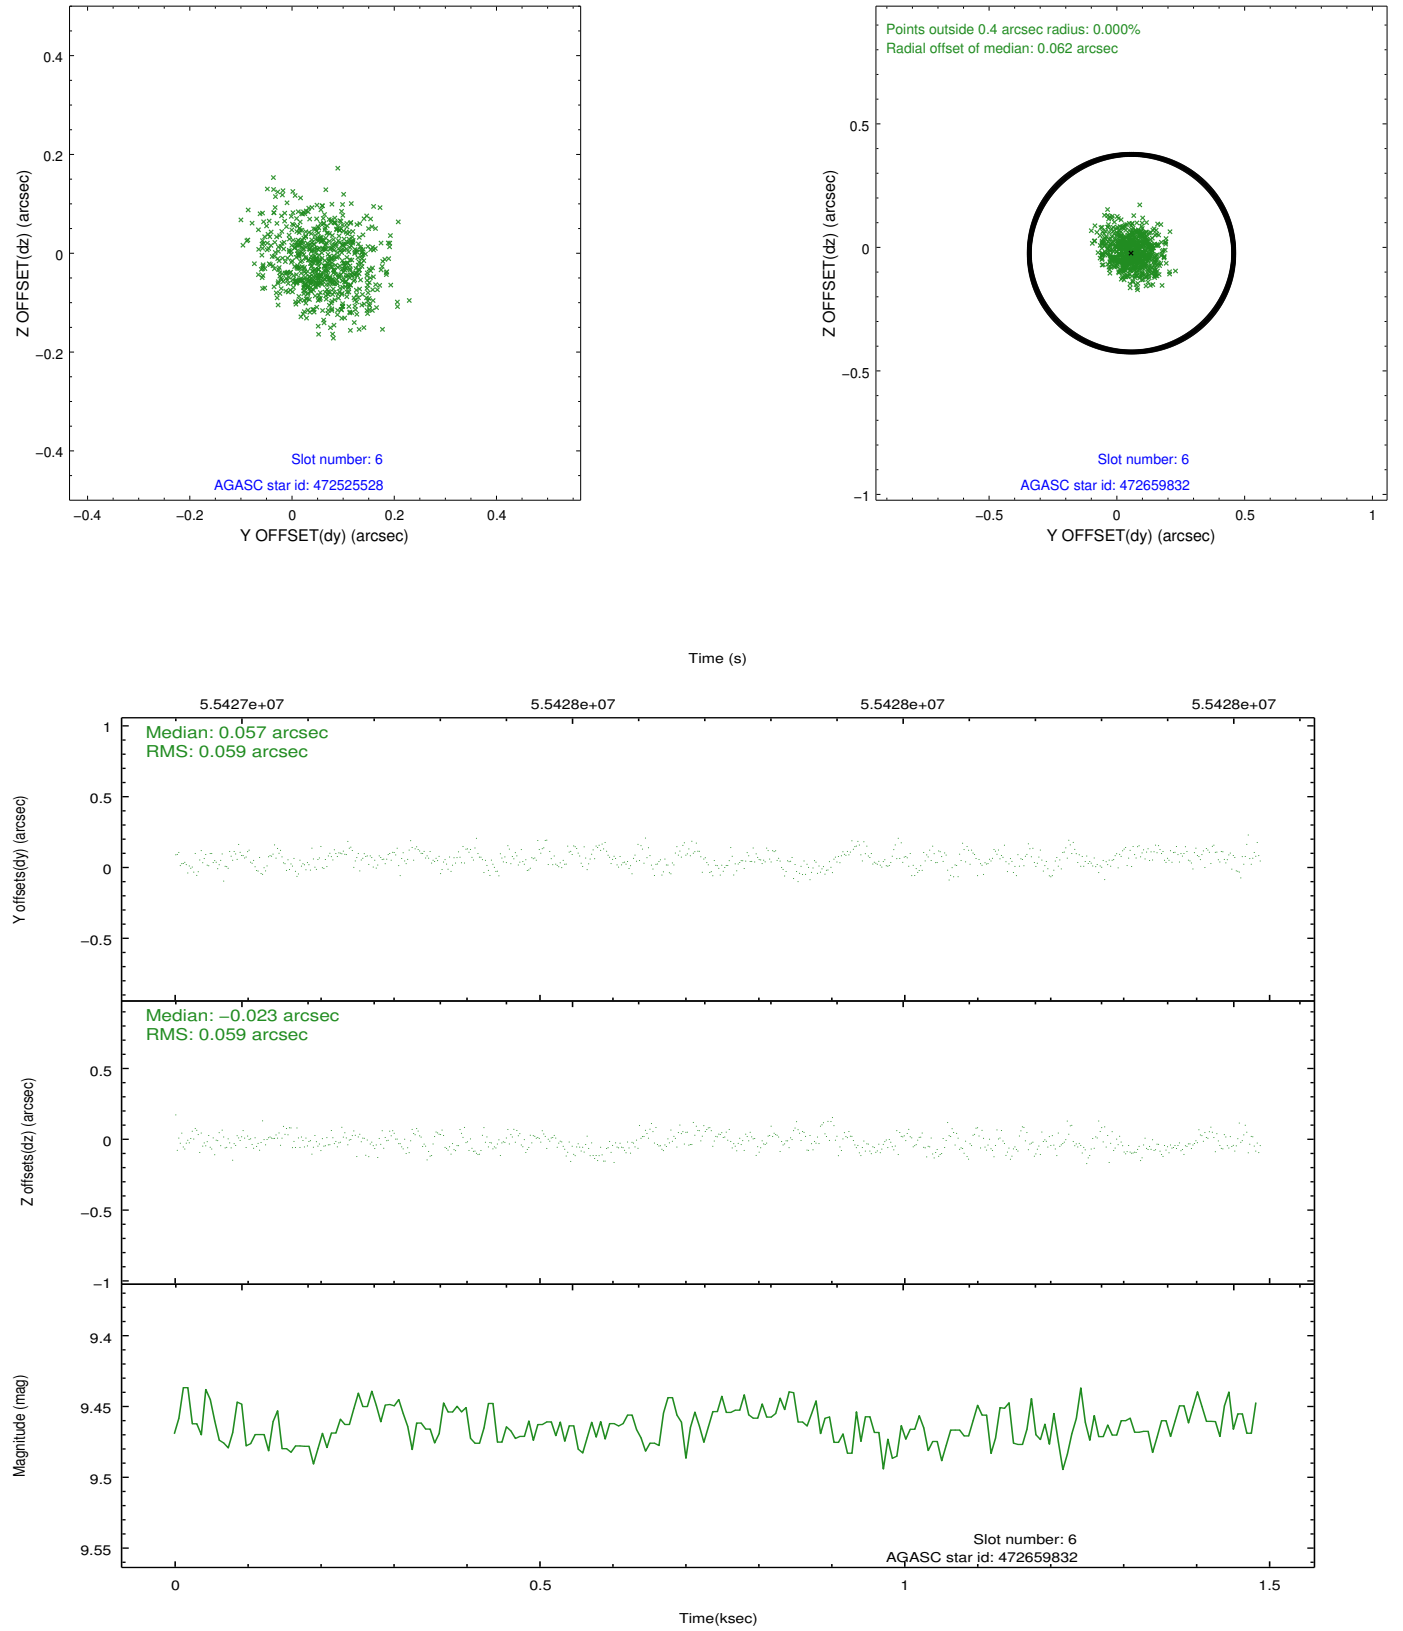 0.4
0.2
0
−0.2
−0.4
Z OFFSET(dz) (arcsec)
Slot number: 6
AGASC star id: 472525528
−0.4 −0.2 0 0.2 0.4
Y OFFSET(dy) (arcsec)
Points outside 0.4 arcsec radius: 0.000%
Radial offset of median: 0.062 arcsec
0.5
0
−0.5
−1
Z OFFSET(dz) (arcsec)
Slot number: 6
AGASC star id: 472659832
−0.5 0 0.5 1
Y OFFSET(dy) (arcsec)
Time (s)
5.5427e+07 5.5428e+07 5.5428e+07 5.5428e+07
Median: 0.057 arcsec
RMS: 0.059 arcsec
1
0.5
0
−0.5
Y offsets(dy) (arcsec)
Median: −0.023 arcsec
RMS: 0.059 arcsec
0.5
0
−0.5
−1
Z offsets(dz) (arcsec)
9.4
9.45
9.5
9.55
Magnitude (mag)
Slot number: 6
AGASC star id: 472659832
0 0.5 1 1.5
Time(ksec)